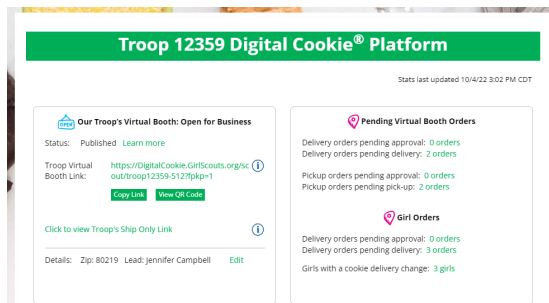 Troop 12359 Digital Cookie® Platform
Stats last updated 10/4/22 3:02 PM CDT
OPEN Our Troop's Virtual Booth: Open for Business
Status: Published Learn more
Troop Virtual Booth Link: https://DigitalCookie.GirlScouts.org/sc
out/troop12359-512?fpkp=1
Copy Link View QR Code
Click to view Troop's Ship Only Link
Details: Zip: 80219 Lead: Jennifer Campbell Edit
Pending Virtual Booth Orders
Delivery orders pending approval: 0 orders
Delivery orders pending delivery: 2 orders
Pickup orders pending approval: 0 orders
Pickup orders pending pick-up: 2 orders
Girl Orders
Delivery orders pending approval: 0 orders
Delivery orders pending delivery: 3 orders
Girls with a cookie delivery change: 3 girls